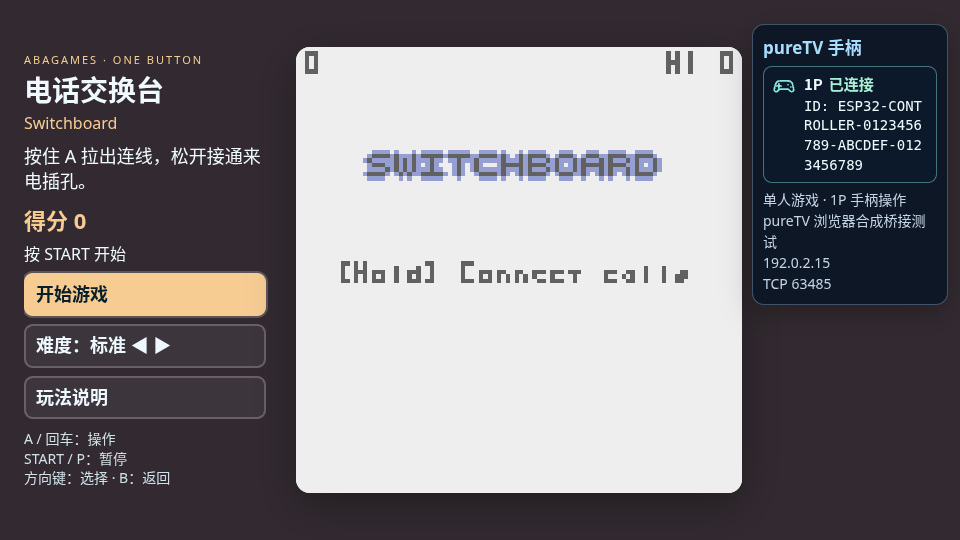 ABAGAMES · ONE BUTTON
电话交换台
Switchboard
按住 A 拉出连线，松开接通来
电插孔。
得分 0
按 START 开始
开始游戏
难度：标准 ◀ ▶
玩法说明
A / 回车：操作
START / P：暂停
方向键：选择 · B：返回
0
HI 0
SWITCHBOARD
[Hold] Connect calls
pureTV 手柄
1P 已连接
ID: ESP32-CONT
ROLLER-0123456
789-ABCDEF-012
3456789
单人游戏 · 1P 手柄操作
pureTV 浏览器合成桥接测
试
192.0.2.15
TCP 63485